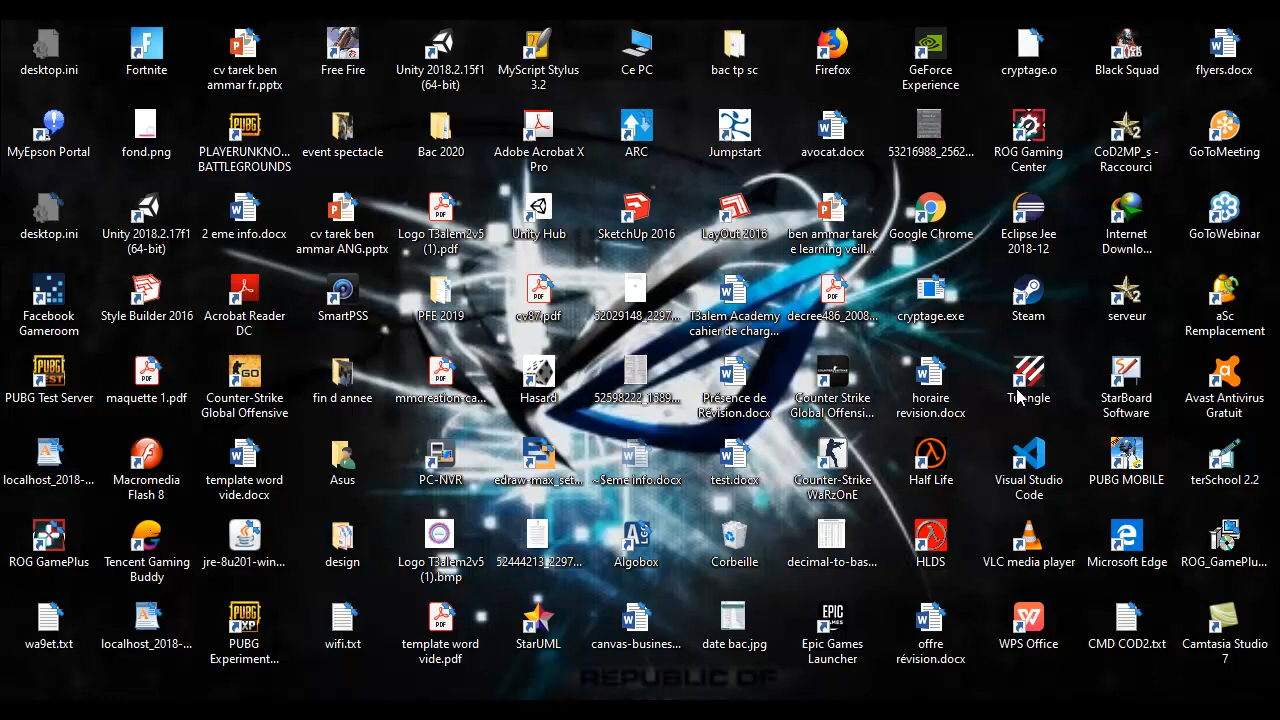 desktop.ini
Fortnite
cv tarek ben
ammar fr.pptx
Free Fire
Unity 2018.2.15f1
(64-bit)
MyScript Stylus
3.2
Ce PC
bac tp sc
Firefox
GeForce
Experience
cryptage.o
Black Squad
flyers.docx
MyEpson Portal
fond.png
PLAYERUNKNO...
BATTLEGROUNDS
event spectacle
Bac 2020
Adobe Acrobat X
Pro
ARC
Jumpstart
avocat.docx
53216988_2562...
ROG Gaming
Center
CoD2MP_s -
Raccourci
GoToMeeting
desktop.ini
Unity 2018.2.17f1
(64-bit)
2 eme info.docx
cv tarek ben
ammar ANG.pptx
Logo T3alem2v5
(1).pdf
Unity Hub
SketchUp 2016
LayOut 2016
ben ammar tarek
e learning veill...
Google Chrome
Eclipse Jee
2018-12
Internet
Downlo...
GoToWebinar
Facebook
Gameroom
Style Builder 2016
Acrobat Reader
DC
SmartPSS
PFE 2019
cv87.pdf
52029148_2297...
T3alem Academy
cahier de charg...
decree486_2008...
cryptage.exe
Steam
serveur
aSc
Remplacement
PUBG Test Server
maquette 1.pdf
Counter-Strike
Global Offensive
fin d annee
mmcreation-ca...
Hasard
52598222_1589...
Présence de
Révision.docx
Counter Strike
Global Offensi...
horaire
revision.docx
StarBoard
Software
Avast Antivirus
Gratuit
localhost_2018-...
Macromedia
Flash 8
template word
vide.docx
Asus
PC-NVR
edraw-max_set...
~$eme info.docx
test.docx
Counter-Strike
WaRzOnE
Half Life
Visual Studio
Code
PUBG MOBILE
terSchool 2.2
ROG GamePlus
Tencent Gaming
Buddy
jre-8u201-win...
design
Logo T3alem2v5
(1).bmp
52444213_2297...
Algobox
Corbeille
decimal-to-bas...
HLDS
VLC media player
Microsoft Edge
ROG_GamePlu...
wa9et.txt
localhost_2018-...
PUBG
Experiment...
wifi.txt
template word
vide.pdf
StarUML
canvas-business...
date bac.jpg
Epic Games
Launcher
offre
révision.docx
WPS Office
CMD COD2.txt
Camtasia Studio
7
REPUBLIC OF